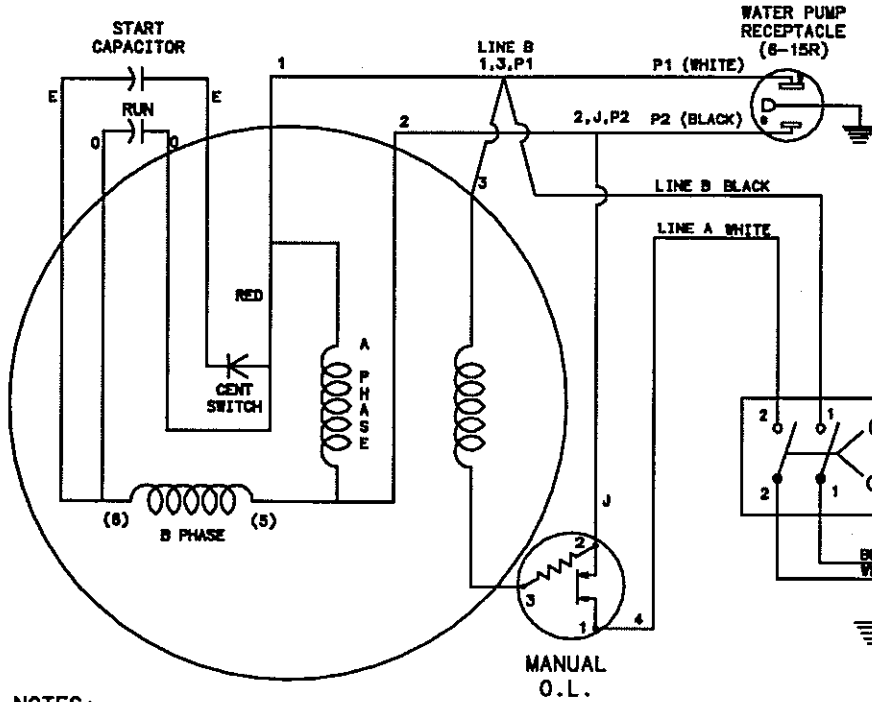 START
CAPACITOR
E
E
RUN
O
O
1
LINE B
1,3,P1
P1 (WHITE)
WATER PUMP
RECEPTACLE
(6-15R)
G
2
2,J,P2
P2 (BLACK)
3
LINE B BLACK
LINE A WHITE
RED
A
PHASE
CENT
SWITCH
(6)
(5)
B PHASE
J
2
3
1
4
MANUAL
O.L.
2
1
2
1
NOTES: